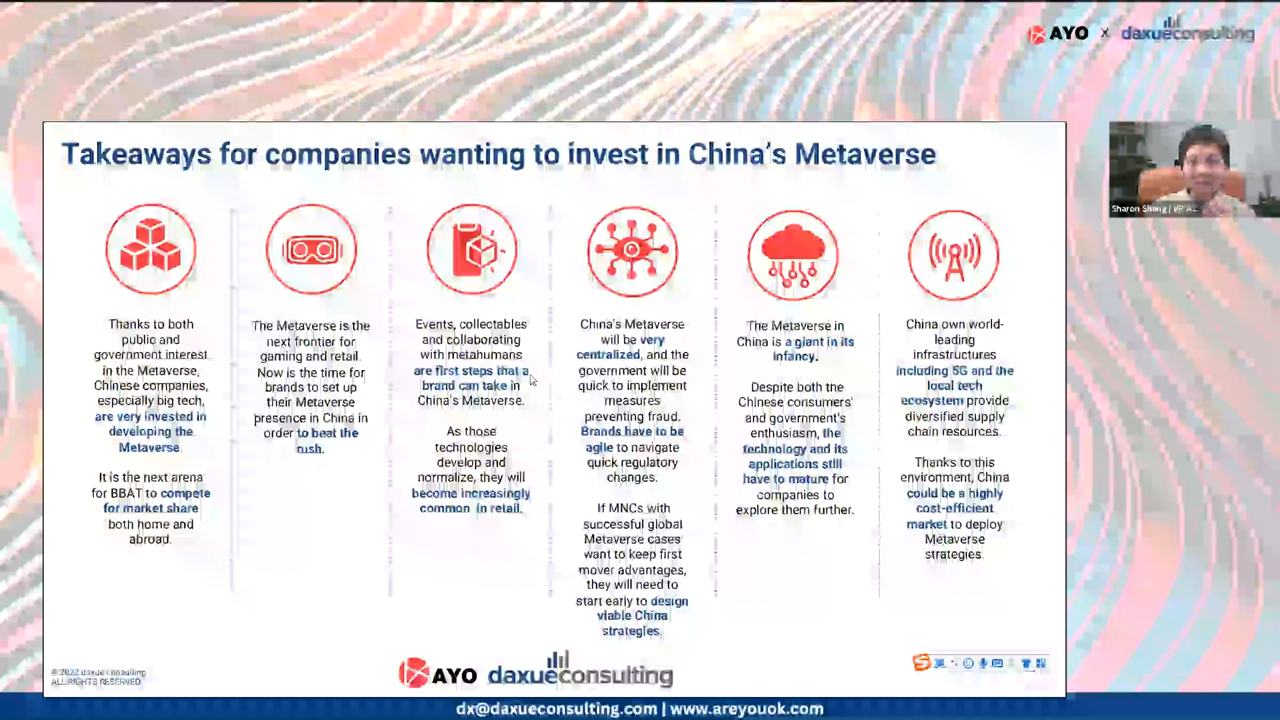 AYO x daxueconsulting
Takeaways for companies wanting to invest in China's Metaverse
Thanks to both
public and
government interest
in the Metaverse,
Chinese companies,
especially big tech,
are very invested in
developing the
Metaverse.
It is the next arena
for BBAT to compete
for market share
both home and
abroad.
The Metaverse is the
next frontier for
gaming and retail.
Now is the time for
brands to set up
their Metaverse
presence in China in
order to beat the
rush.
Events, collectables
and collaborating
with metahumans
are first steps that a
brand can take in
China's Metaverse.
As those
technologies
develop and
normalize, they will
become increasingly
common in retail.
China's Metaverse
will be very
centralized, and the
government will be
quick to implement
measures
preventing fraud.
Brands have to be
agile to navigate
quick regulatory
changes.
If MNCs with
successful global
Metaverse cases
want to keep first
mover advantages,
they will need to
start early to design
viable China
strategies.
The Metaverse in
China is a giant in its
infancy.
Despite both the
Chinese consumers'
and government's
enthusiasm, the
technology and its
applications still
have to mature for
companies to
explore them further.
China own world-
leading
infrastructures
including 5G and the
local tech
ecosystem provide
diversified supply
chain resources.
Thanks to this
environment, China
could be a highly
cost-efficient
market to deploy
Metaverse
strategies.
© 2022 daxue consulting
ALL RIGHTS RESERVED
AYO daxueconsulting
英
dx@daxueconsulting.com | www.areyouok.com